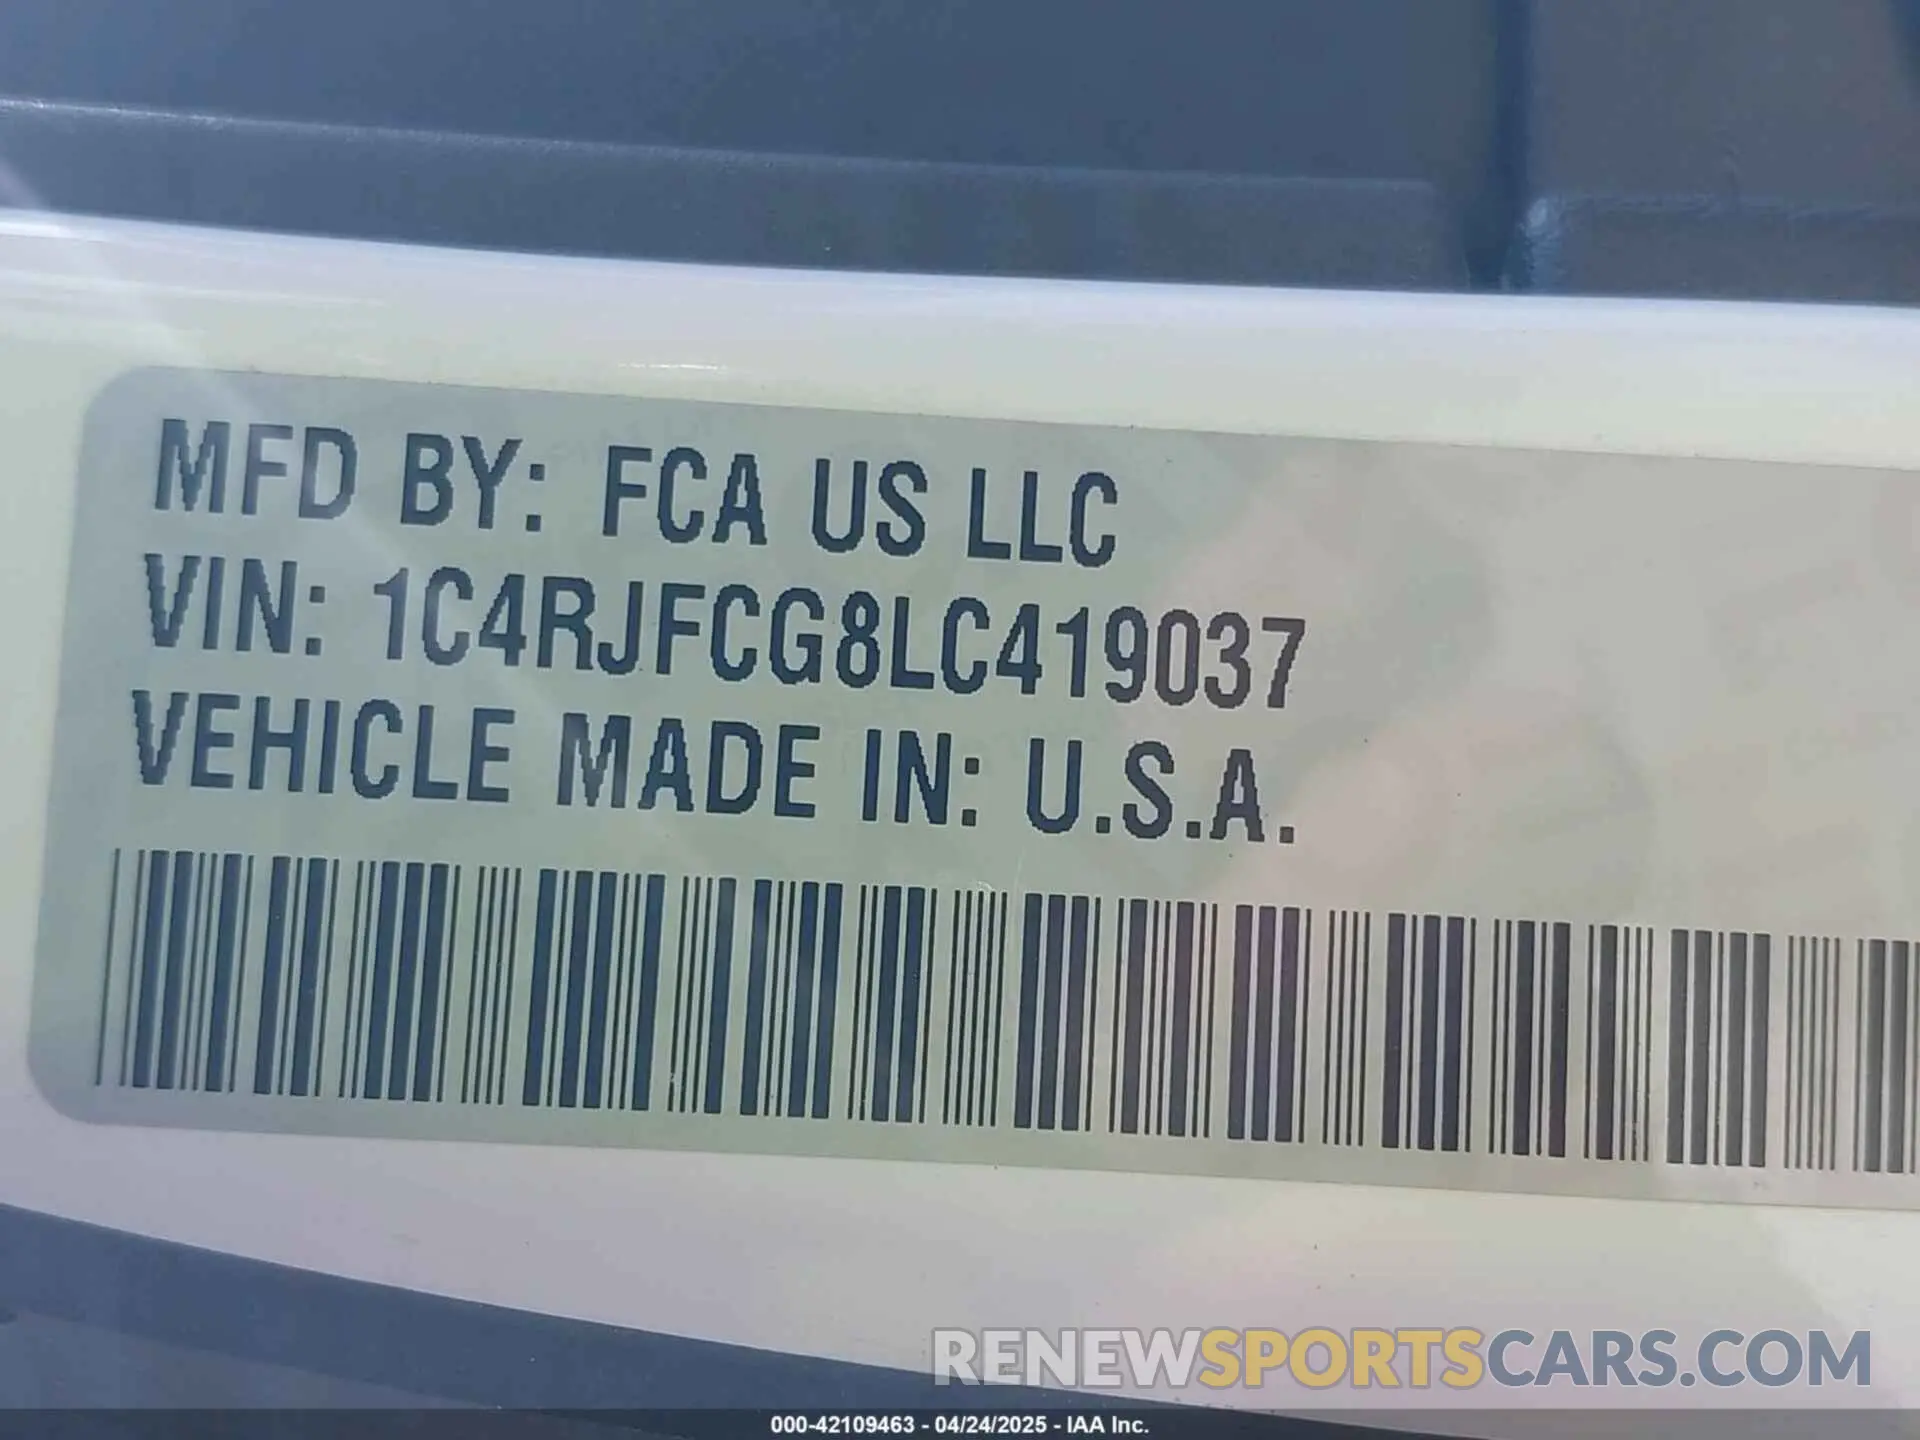 MFD BY: FCA US LLC
VIN: 1C4RJFCG8LC419037
VEHICLE MADE IN: U.S.A.
RENEWSPORTSCARS.COM
000-42109463 - 04/24/2025 - IAA Inc.